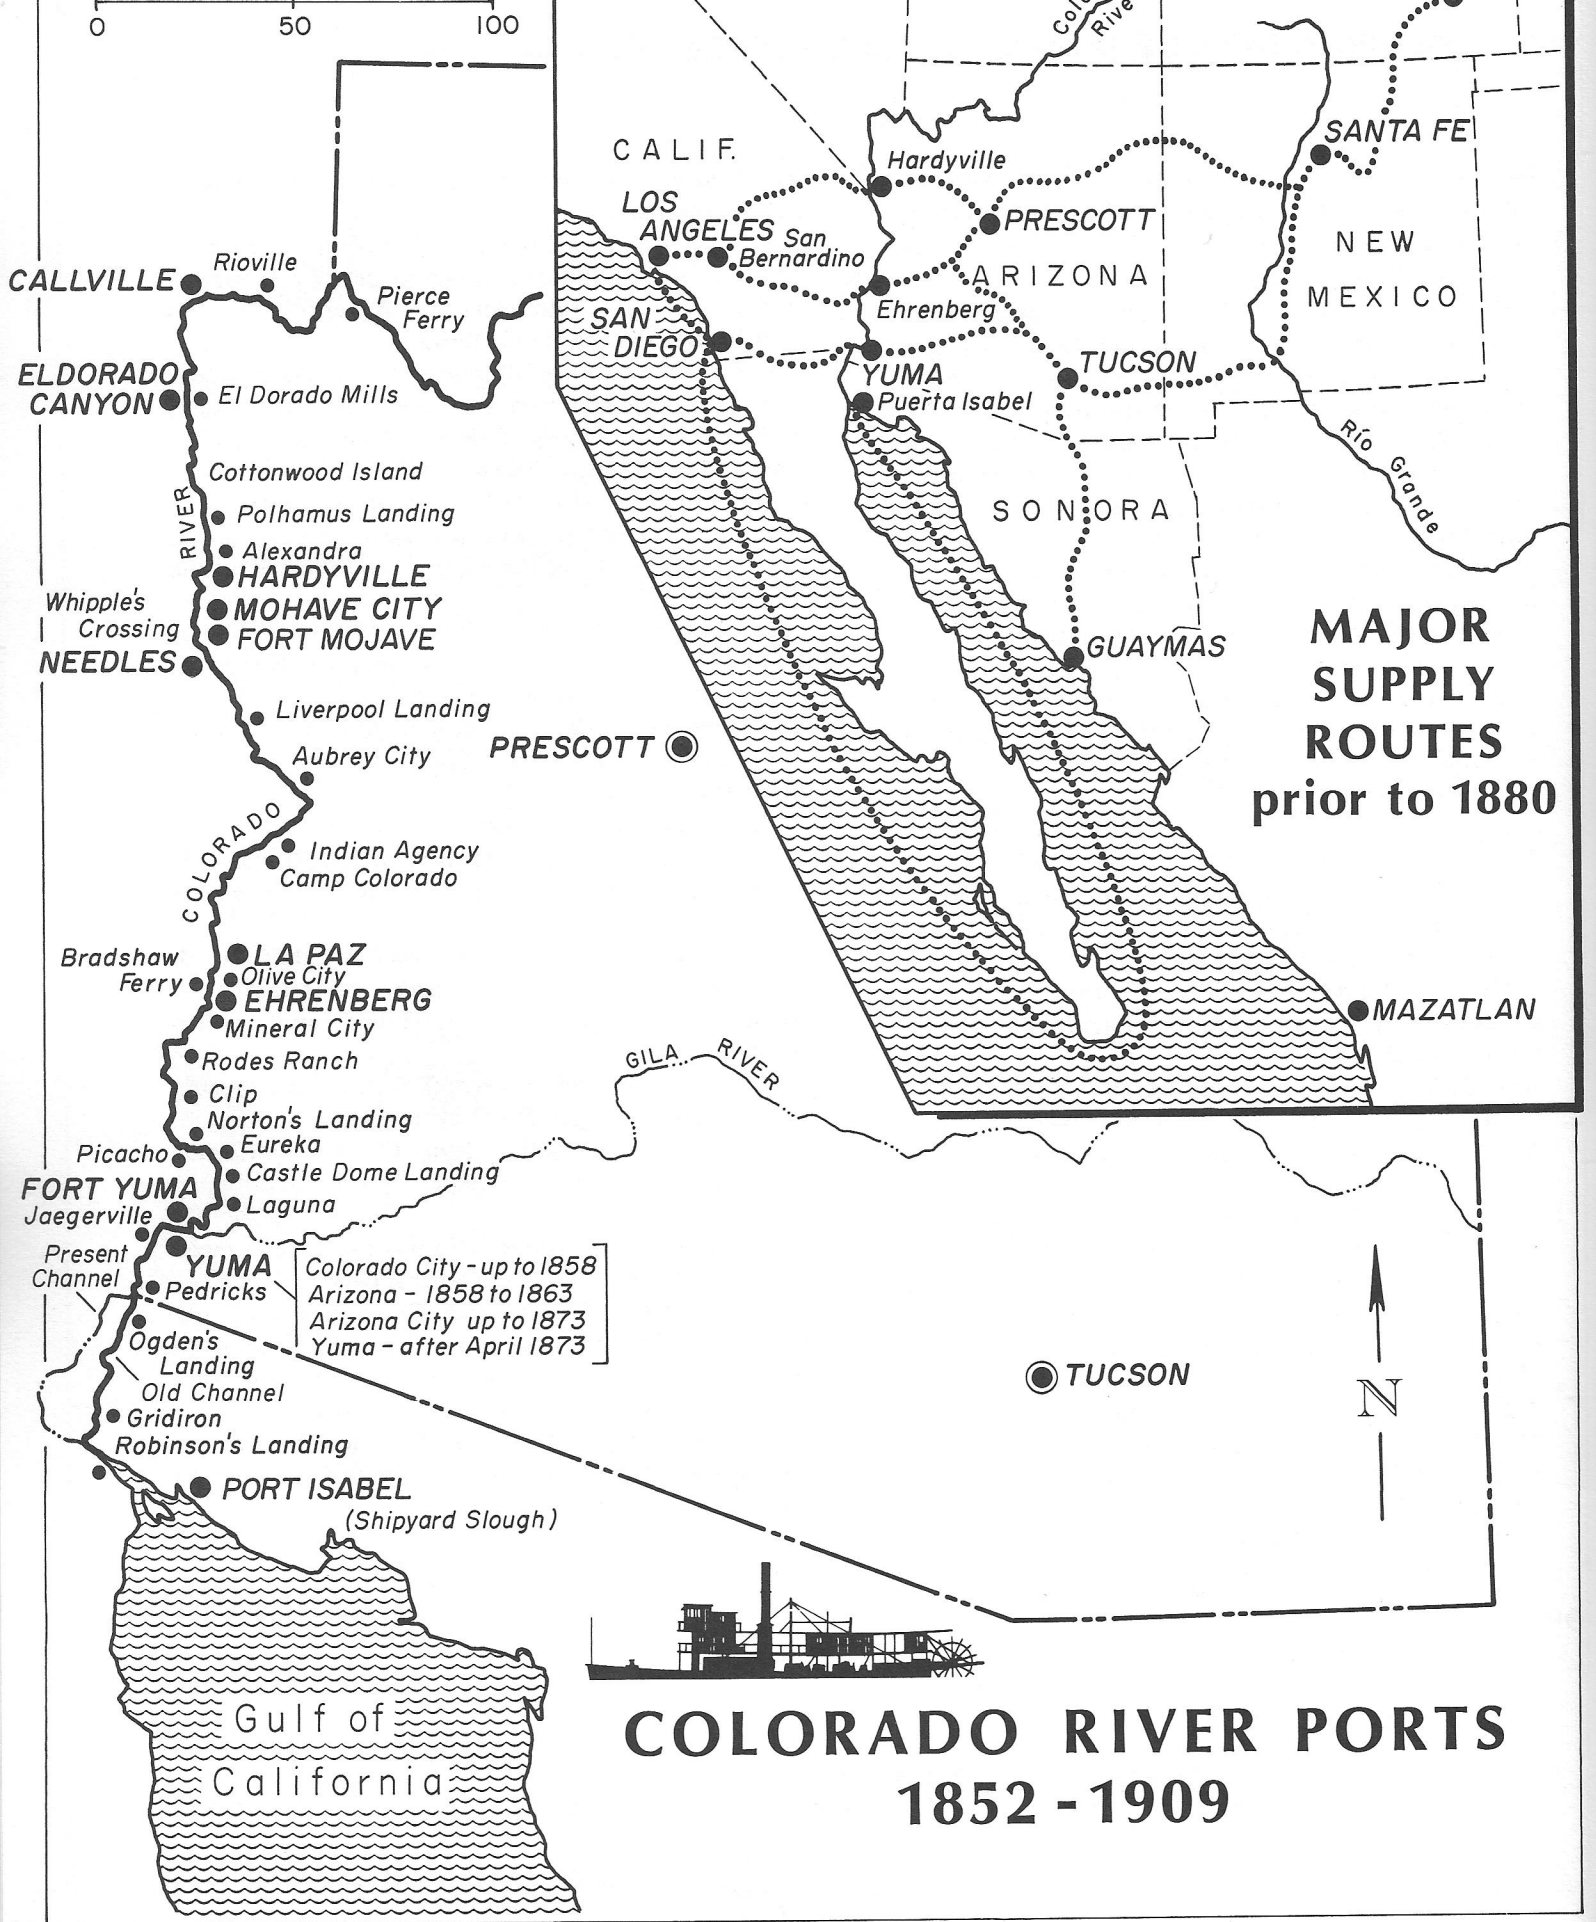 0 50 100
Colo
Rive
CALIF.
Hardyville
SANTA FE
LOS
ANGELES
San
Bernardino
PRESCOTT
ARIZONA
NEW
MEXICO
Ehrenberg
SAN
DIEGO
YUMA
TUCSON
Puerta Isabel
Río Grande
SONORA
GUAYMAS
MAZATLAN
MAJOR
SUPPLY
ROUTES
prior to 1880
CALLVILLE
Rioville
Pierce
Ferry
ELDORADO
CANYON
El Dorado Mills
Cottonwood Island
Polhamus Landing
Alexandra
HARDYVILLE
MOHAVE CITY
Whipple's
Crossing
FORT MOJAVE
NEEDLES
Liverpool Landing
PRESCOTT
Aubrey City
COLORADO RIVER
Indian Agency
Camp Colorado
LA PAZ
Bradshaw
Ferry
Olive City
EHRENBERG
Mineral City
Rodes Ranch
GILA RIVER
Clip
Norton's Landing
Eureka
Picacho
Castle Dome Landing
FORT YUMA
Laguna
Jaegerville
YUMA
Colorado City - up to 1858
Arizona - 1858 to 1863
Arizona City up to 1873
Yuma - after April 1873
Present
Channel
Pedricks
Ogden's
Landing
Old Channel
Gridiron
Robinson's Landing
PORT ISABEL
(Shipyard Slough)
TUCSON
N
Gulf of
California
COLORADO RIVER PORTS
1852 - 1909